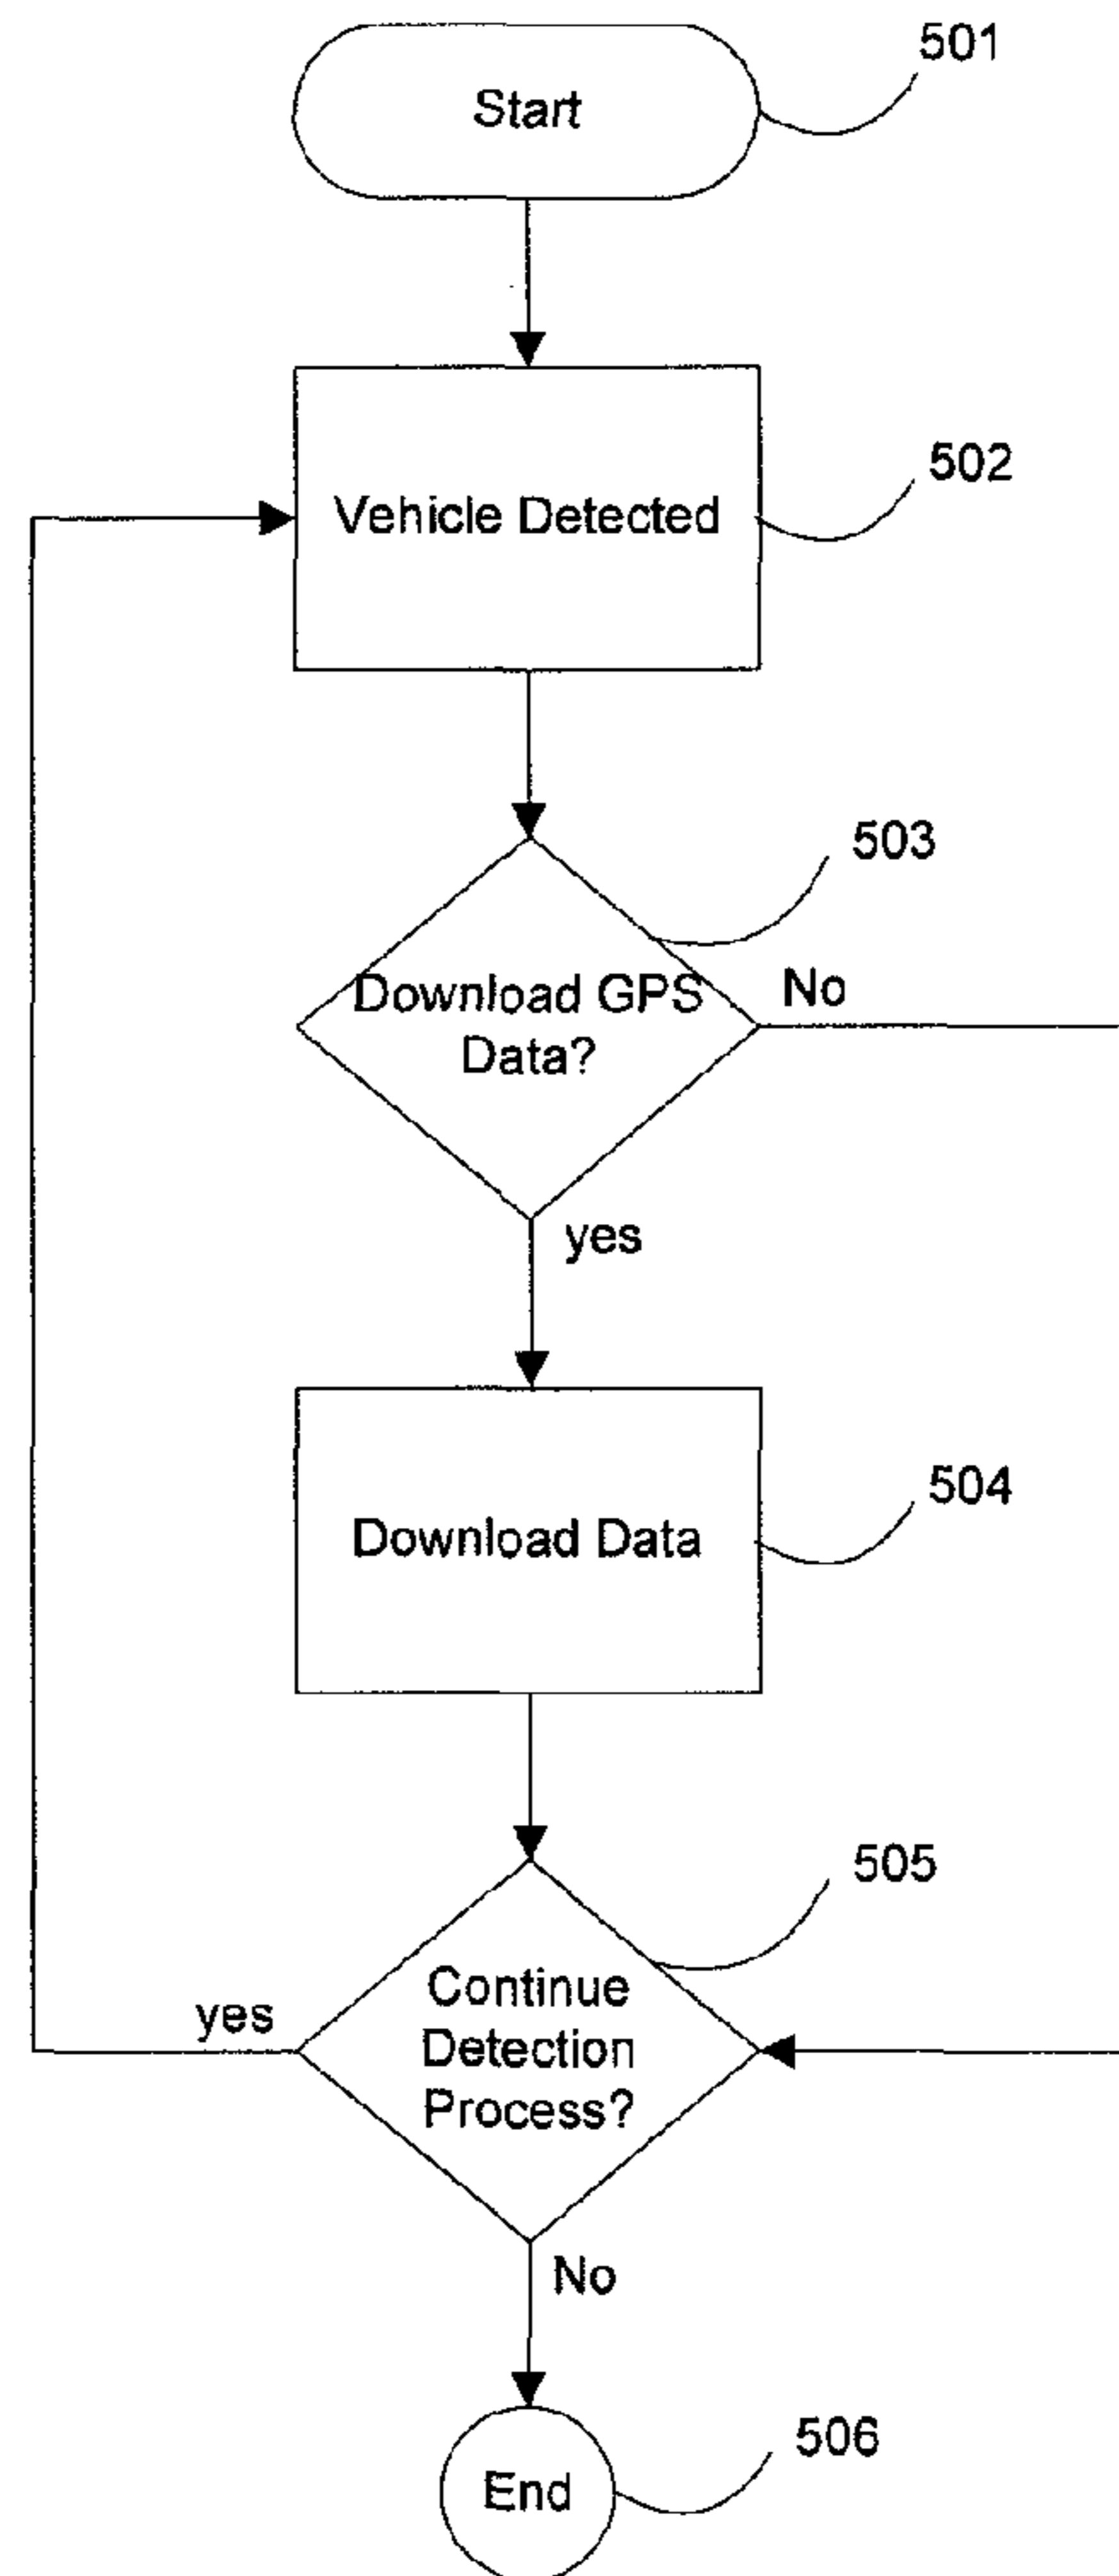 501
Start
502
Vehicle Detected
503
Download GPS
Data?
No
yes
504
Download Data
505
Continue
Detection
Process?
yes
No
506
End